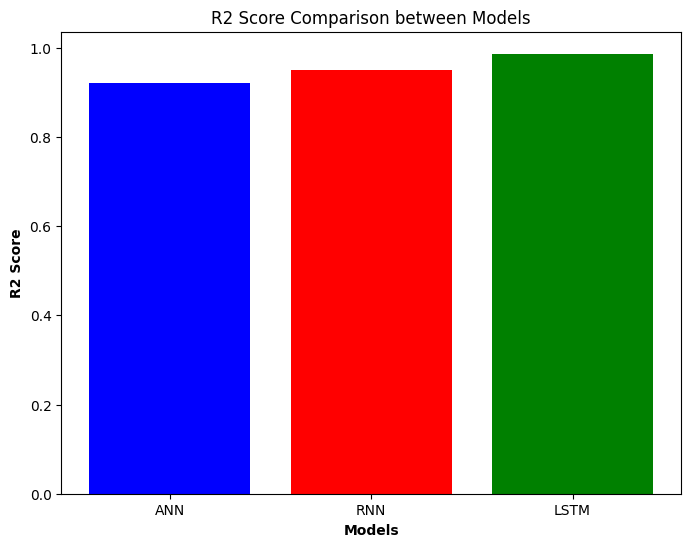 R2 Score Comparison between Models
R2 Score
1.0
0.8
0.6
0.4
0.2
0.0
ANN
RNN
LSTM
Models